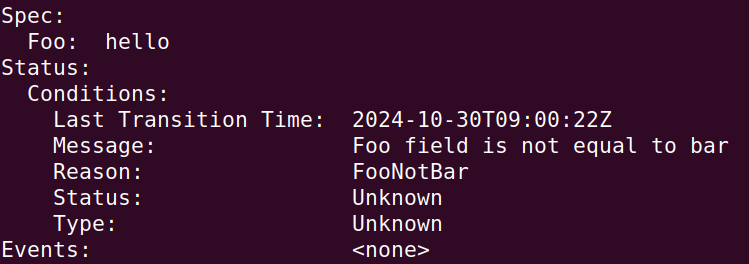 Spec:
  Foo:  hello
Status:
  Conditions:
    Last Transition Time:  2024-10-30T09:00:22Z
    Message:               Foo field is not equal to bar
    Reason:                FooNotBar
    Status:                Unknown
    Type:                  Unknown
Events:                    <none>